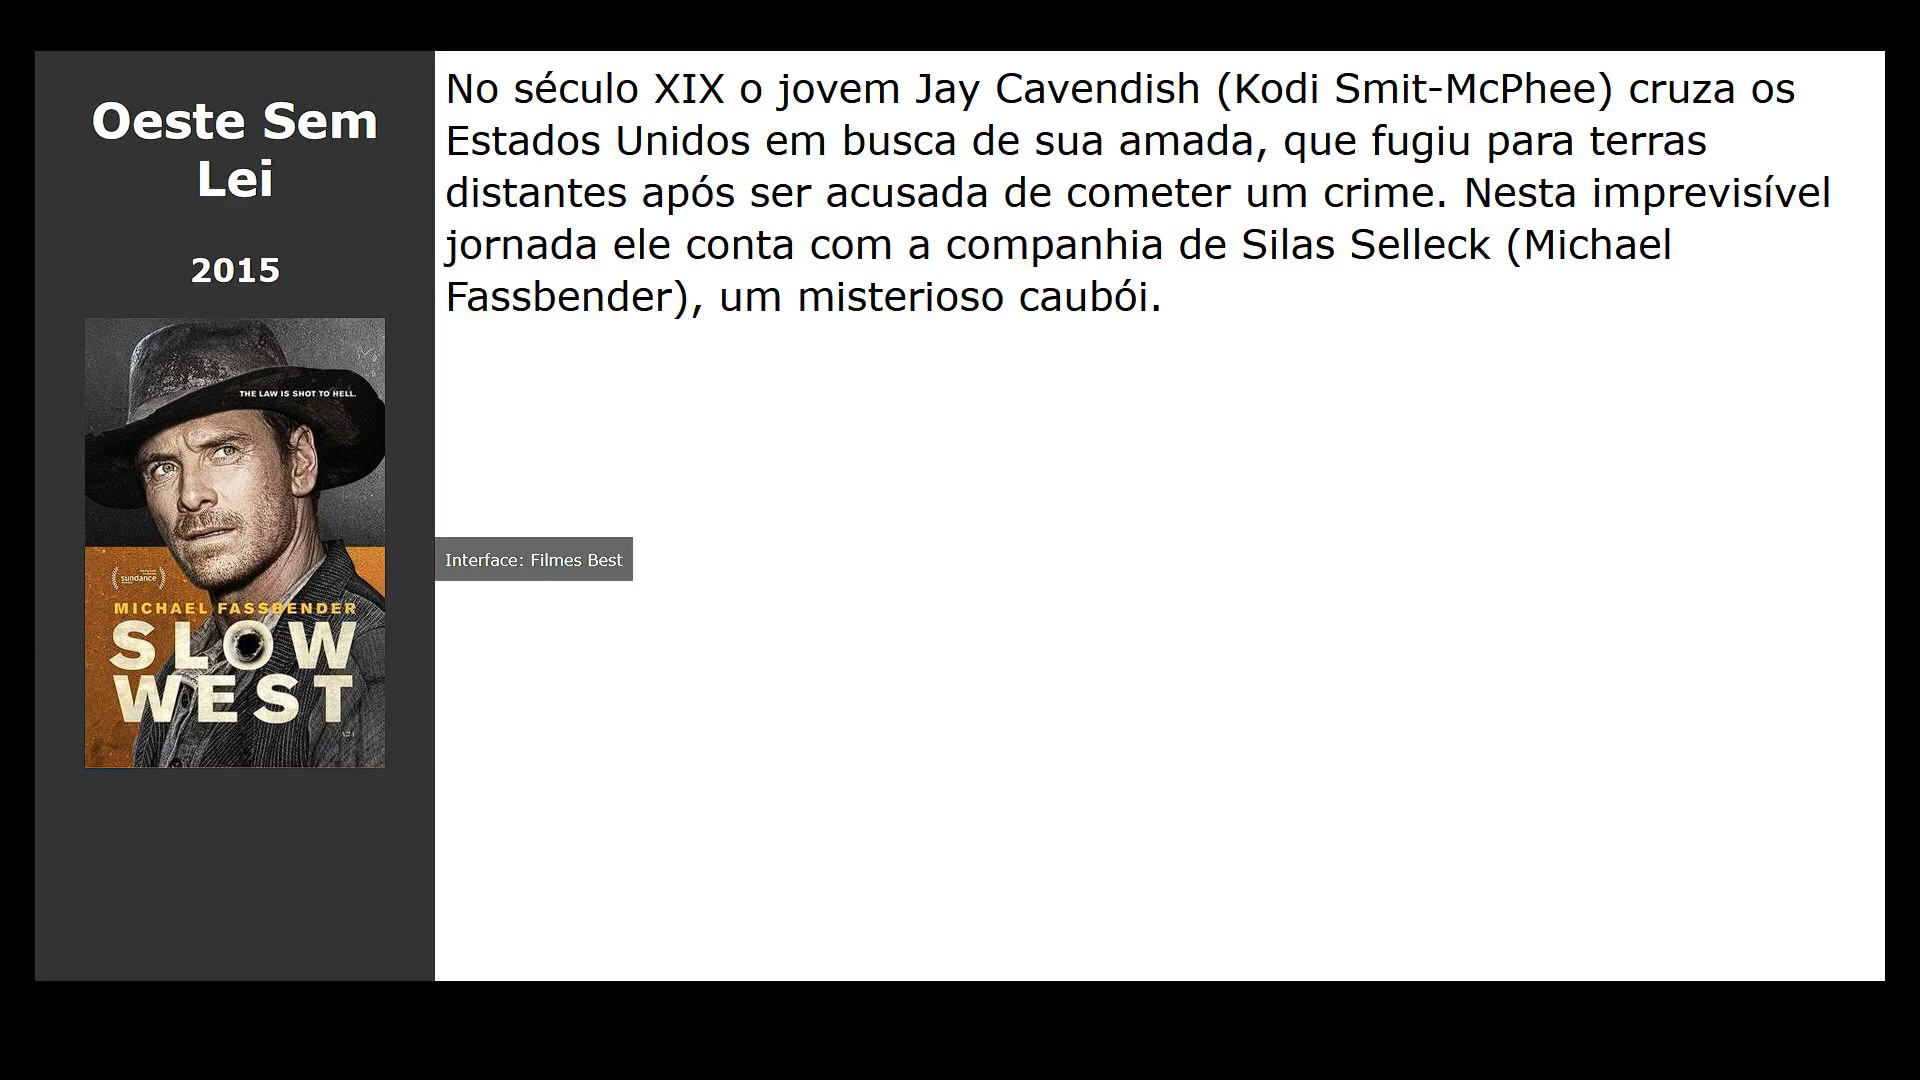 Oeste Sem
Lei
2015
THE LAW IS SHOT TO HELL.
sundance
MICHAEL FASSBENDER
SLOW
WEST
No século XIX o jovem Jay Cavendish (Kodi Smit-McPhee) cruza os
Estados Unidos em busca de sua amada, que fugiu para terras
distantes após ser acusada de cometer um crime. Nesta imprevisível
jornada ele conta com a companhia de Silas Selleck (Michael
Fassbender), um misterioso caubói.
Interface: Filmes Best